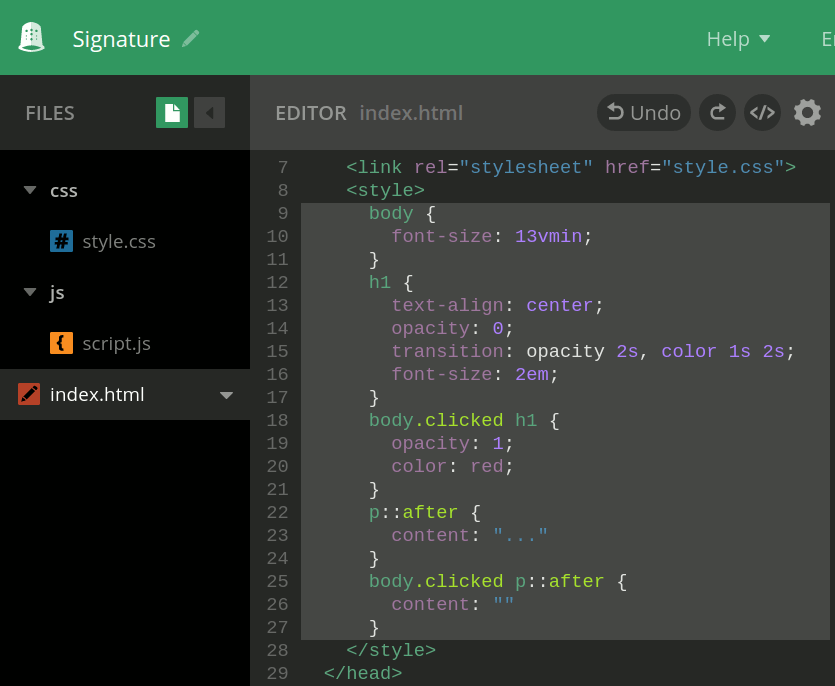 Signature
Help
FILES
EDITOR index.html
Undo
</>
css
# style.css
js
{ script.js
index.html
7 <link rel="stylesheet" href="style.css">
8 <style>
9 body {
10 font-size: 13vmin;
11 }
12 h1 {
13 text-align: center;
14 opacity: 0;
15 transition: opacity 2s, color 1s 2s;
16 font-size: 2em;
17 }
18 body.clicked h1 {
19 opacity: 1;
20 color: red;
21 }
22 p::after {
23 content: "..."
24 }
25 body.clicked p::after {
26 content: ""
27 }
28 </style>
29 </head>